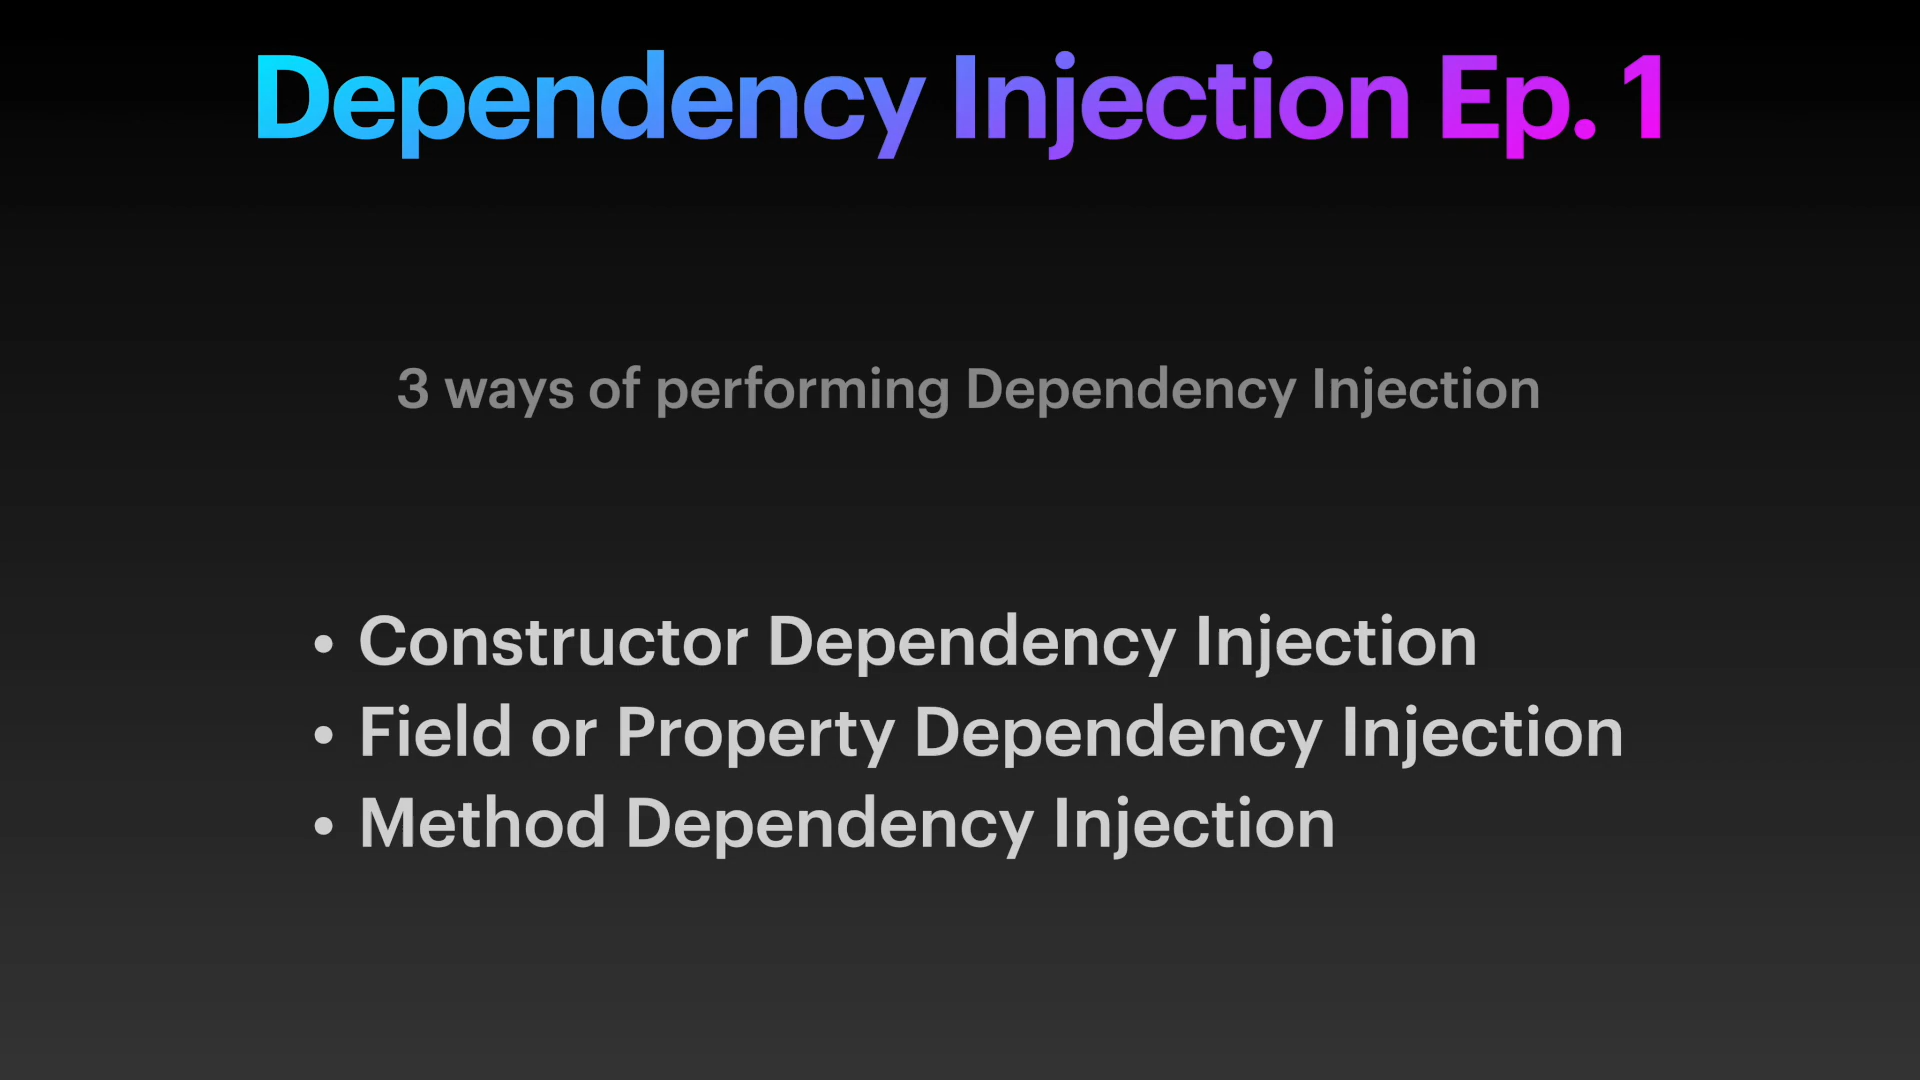 Dependency Injection Ep. 1
3 ways of performing Dependency Injection
• Constructor Dependency Injection
• Field or Property Dependency Injection
• Method Dependency Injection